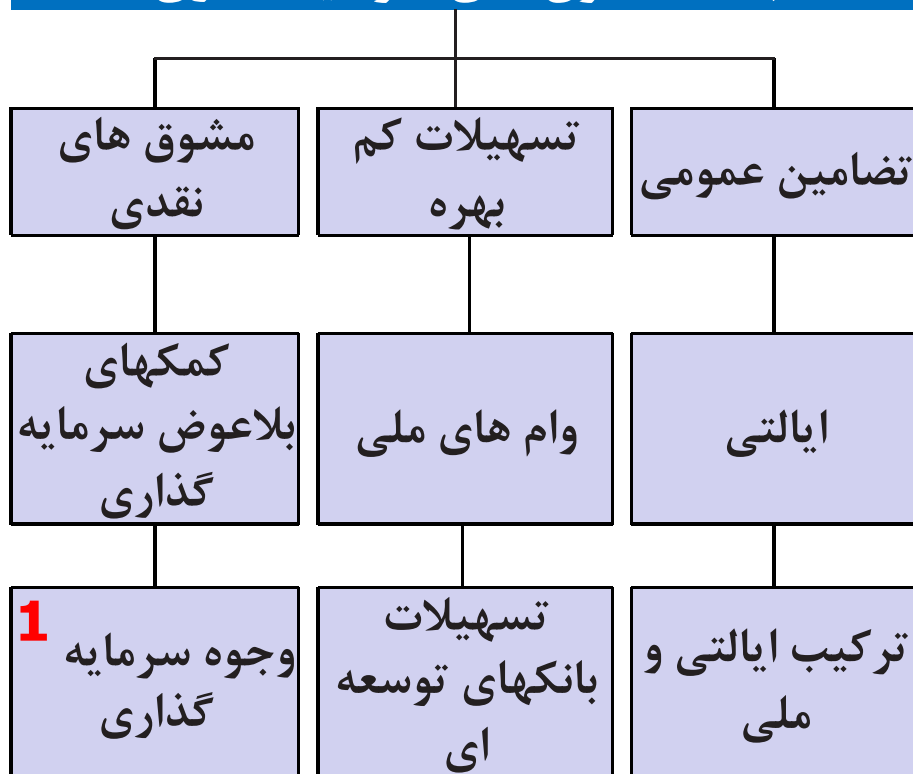 تضامین عمومی
تسهیلات کم
بهره
مشوق های
نقدی
ایالتی
وام های ملی
کمکهای
بلاعوض سرمایه
گذاری
ترکیب ایالتی و
ملی
تسهیلات
بانکهای توسعه
ای
1
وجوه سرمایه
گذاری